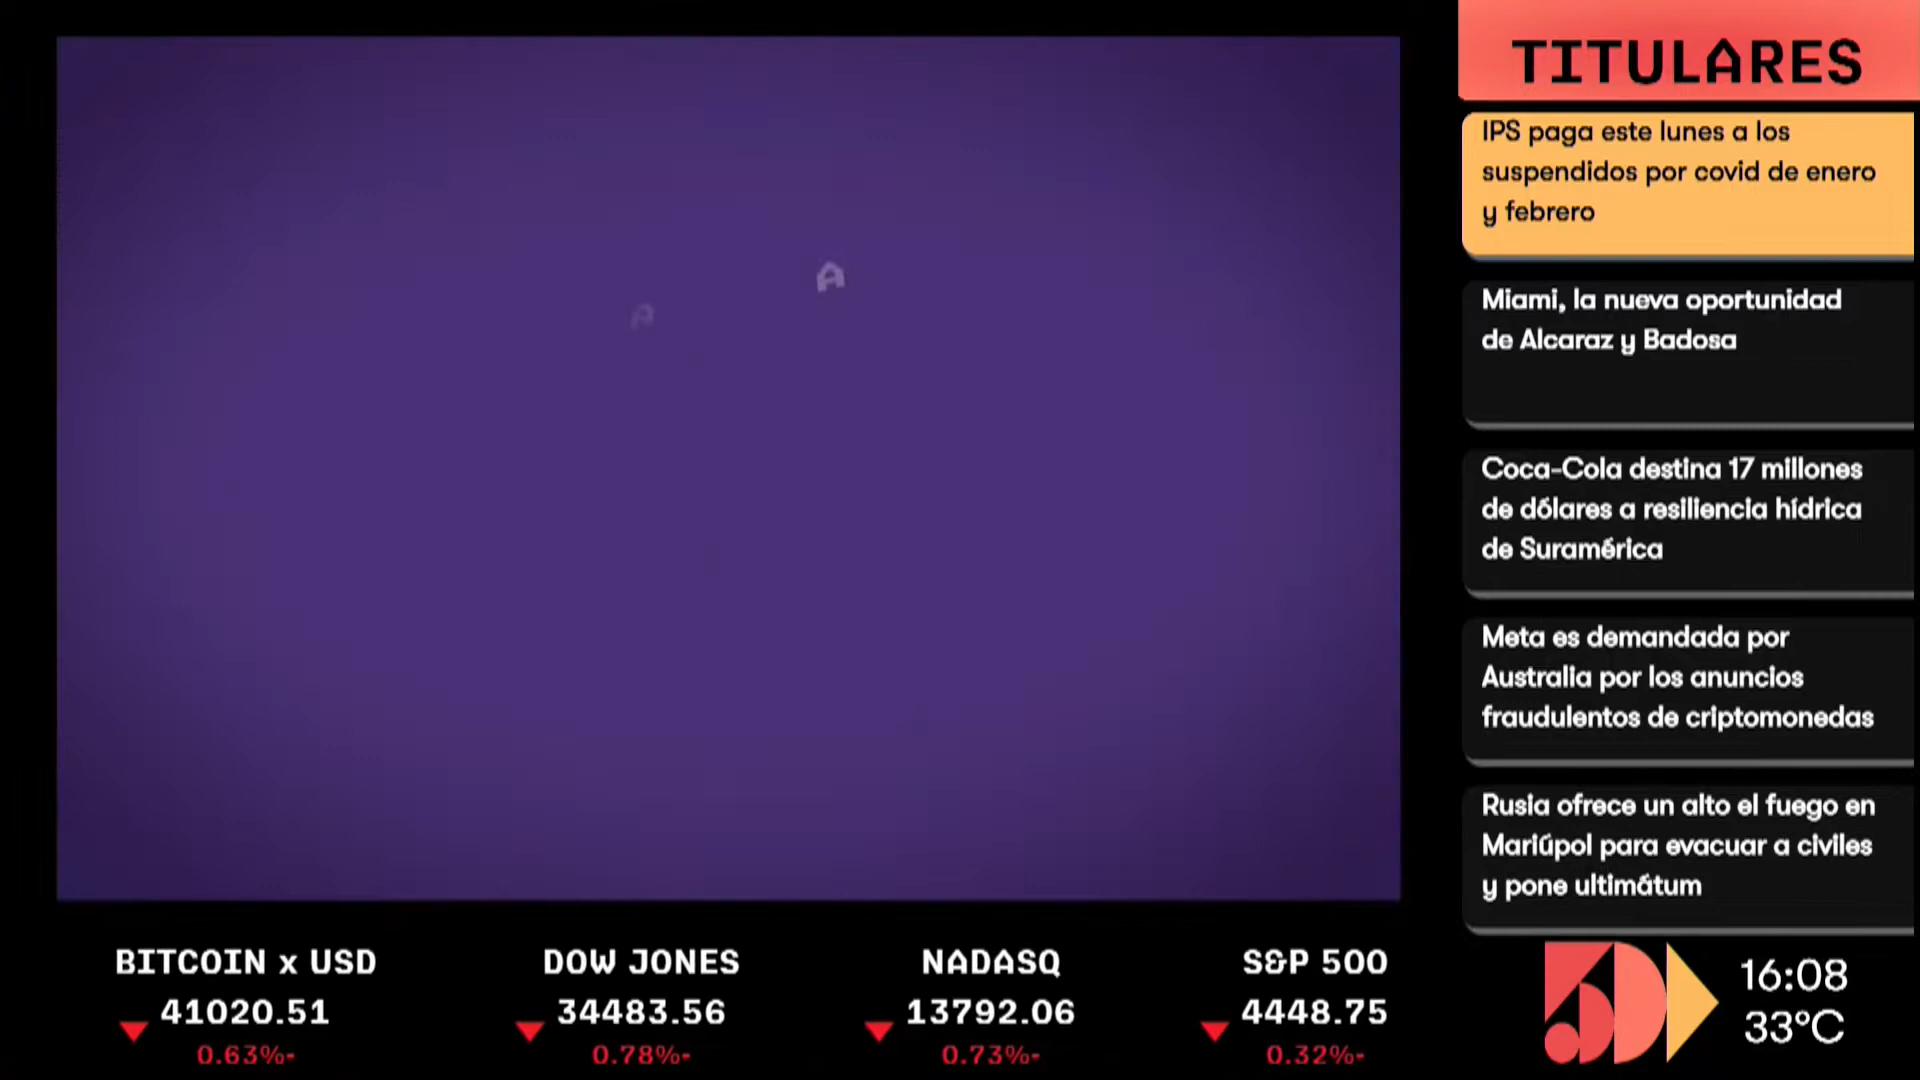 TITULARES
IPS paga este lunes a los
suspendidos por covid de enero
y febrero
Miami, la nueva oportunidad
de Alcaraz y Badosa
Coca-Cola destina 17 millones
de dólares a resiliencia hídrica
de Suramérica
Meta es demandada por
Australia por los anuncios
fraudulentos de criptomonedas
Rusia ofrece un alto el fuego en
Mariúpol para evacuar a civiles
y pone ultimátum
A
A
BITCOIN x USD
41020.51
0.63%-
DOW JONES
34483.56
0.78%-
NADASQ
13792.06
0.73%-
S&P 500
4448.75
0.32%-
5D
16:08
33°C